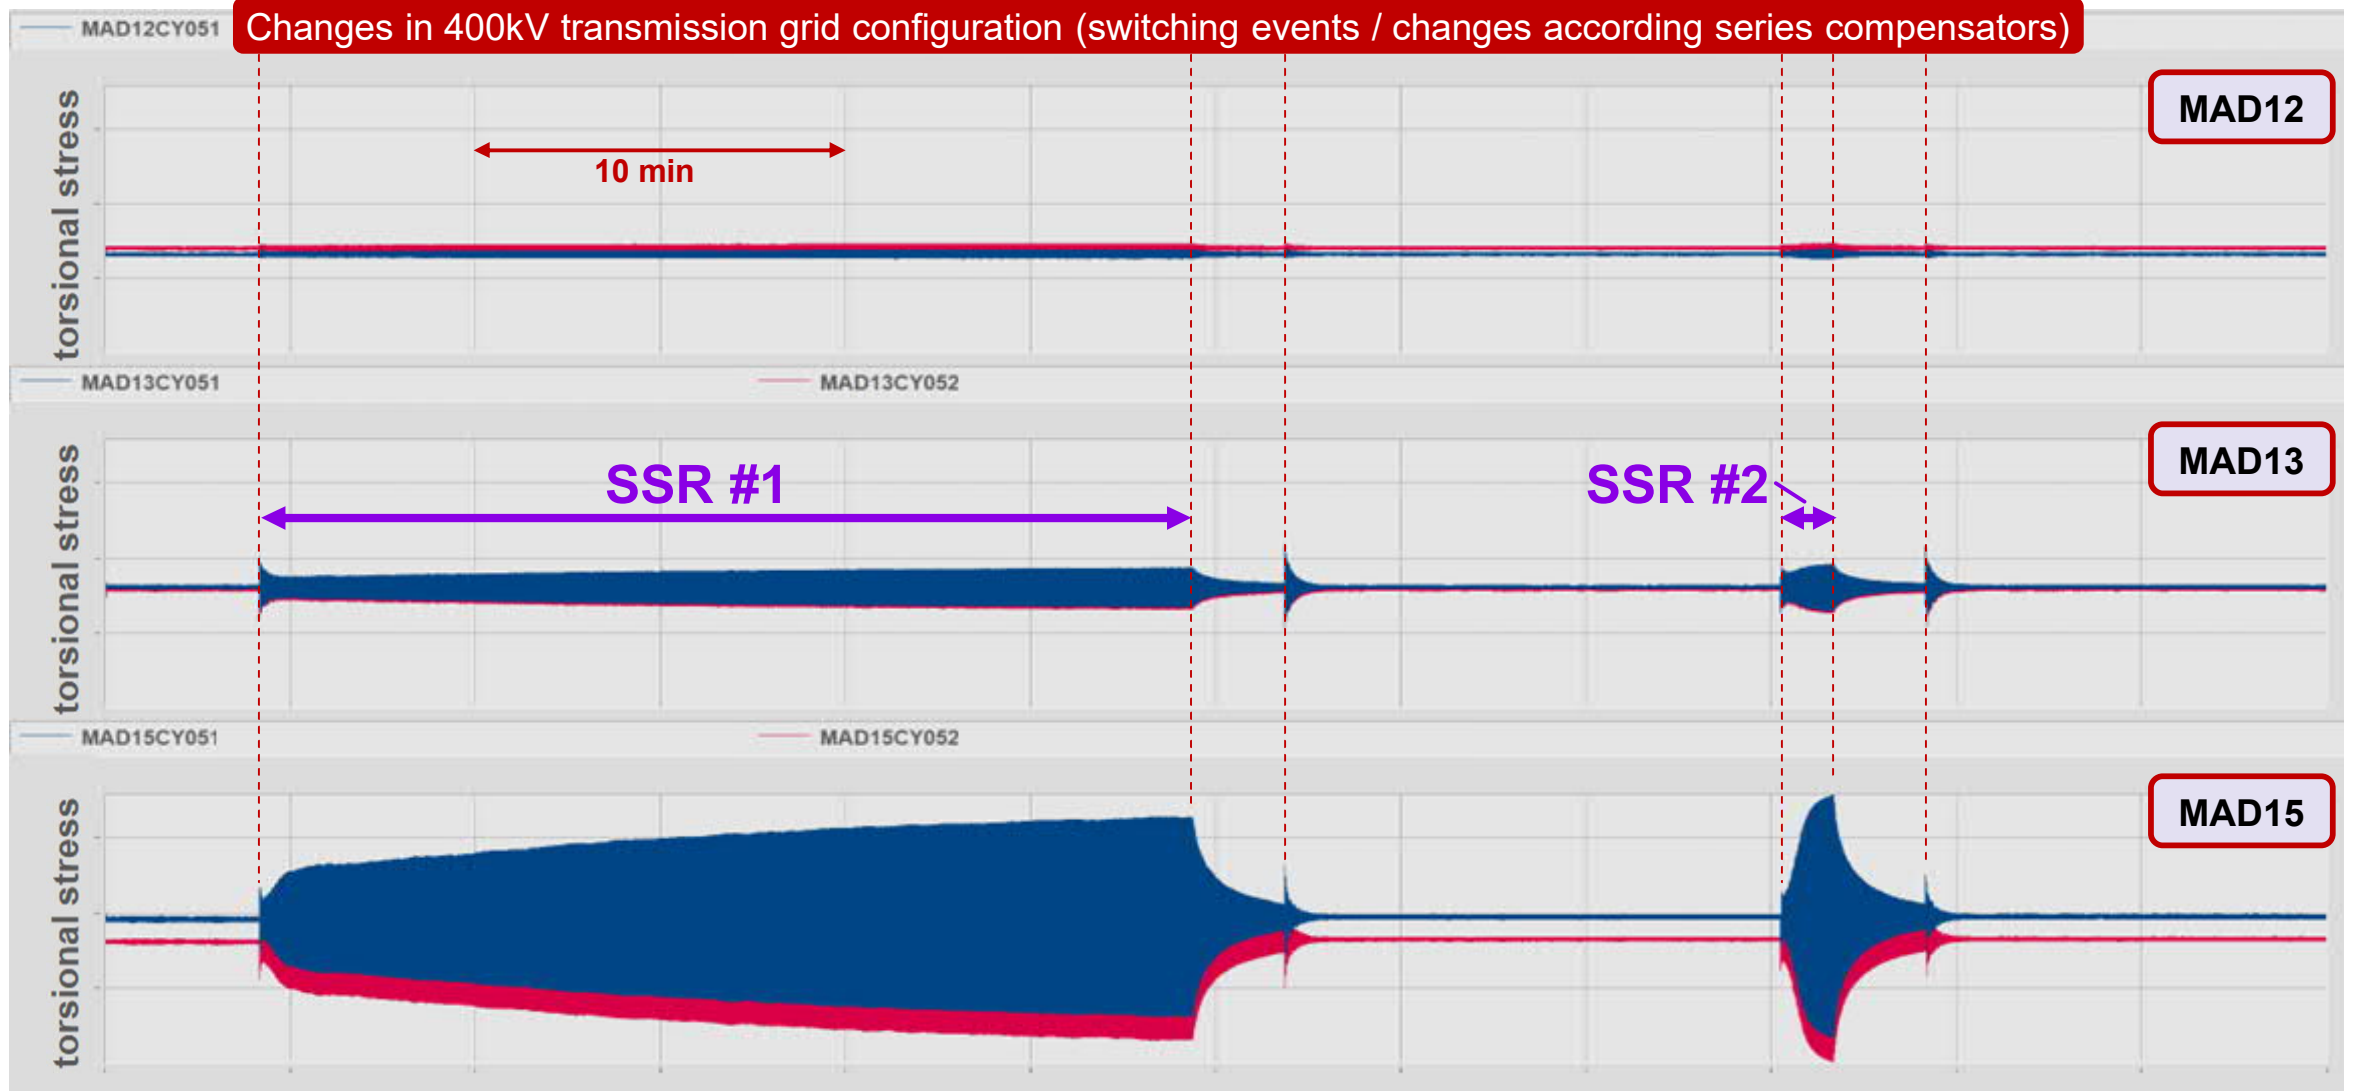 Changes in 400kV transmission grid configuration (switching events / changes according series compensators)
MAD12CY051
MAD12
torsional stress
10 min
MAD13CY051
MAD13CY052
MAD13
torsional stress
SSR #1
SSR #2
MAD15CY051
MAD15CY052
MAD15
torsional stress